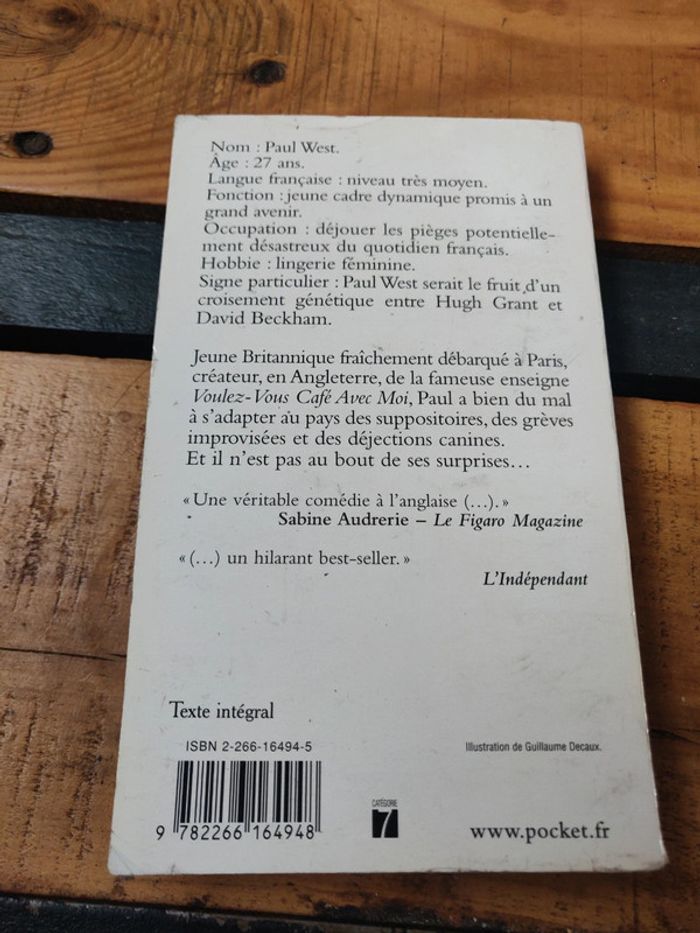 Nom : Paul West.
Âge : 27 ans.
Langue française : niveau très moyen.
Fonction : jeune cadre dynamique promis à un
grand avenir.
Occupation : déjouer les pièges potentielle-
ment désastreux du quotidien français.
Hobbie : lingerie féminine.
Signe particulier : Paul West serait le fruit d'un
croisement génétique entre Hugh Grant et
David Beckham.
Jeune Britannique fraîchement débarqué à Paris,
créateur, en Angleterre, de la fameuse enseigne
Voulez-Vous Café Avec Moi, Paul a bien du mal
à s'adapter au pays des suppositoires, des grèves
improvisées et des déjections canines.
Et il n'est pas au bout de ses surprises…
« Une véritable comédie à l'anglaise (…). »
Sabine Audrerie – Le Figaro Magazine
« (…) un hilarant best-seller. »
L'Indépendant
Texte intégral
ISBN 2-266-16494-5
Illustration de Guillaume Decaux.
9 782266 164948
CATÉGORIE
7
www.pocket.fr